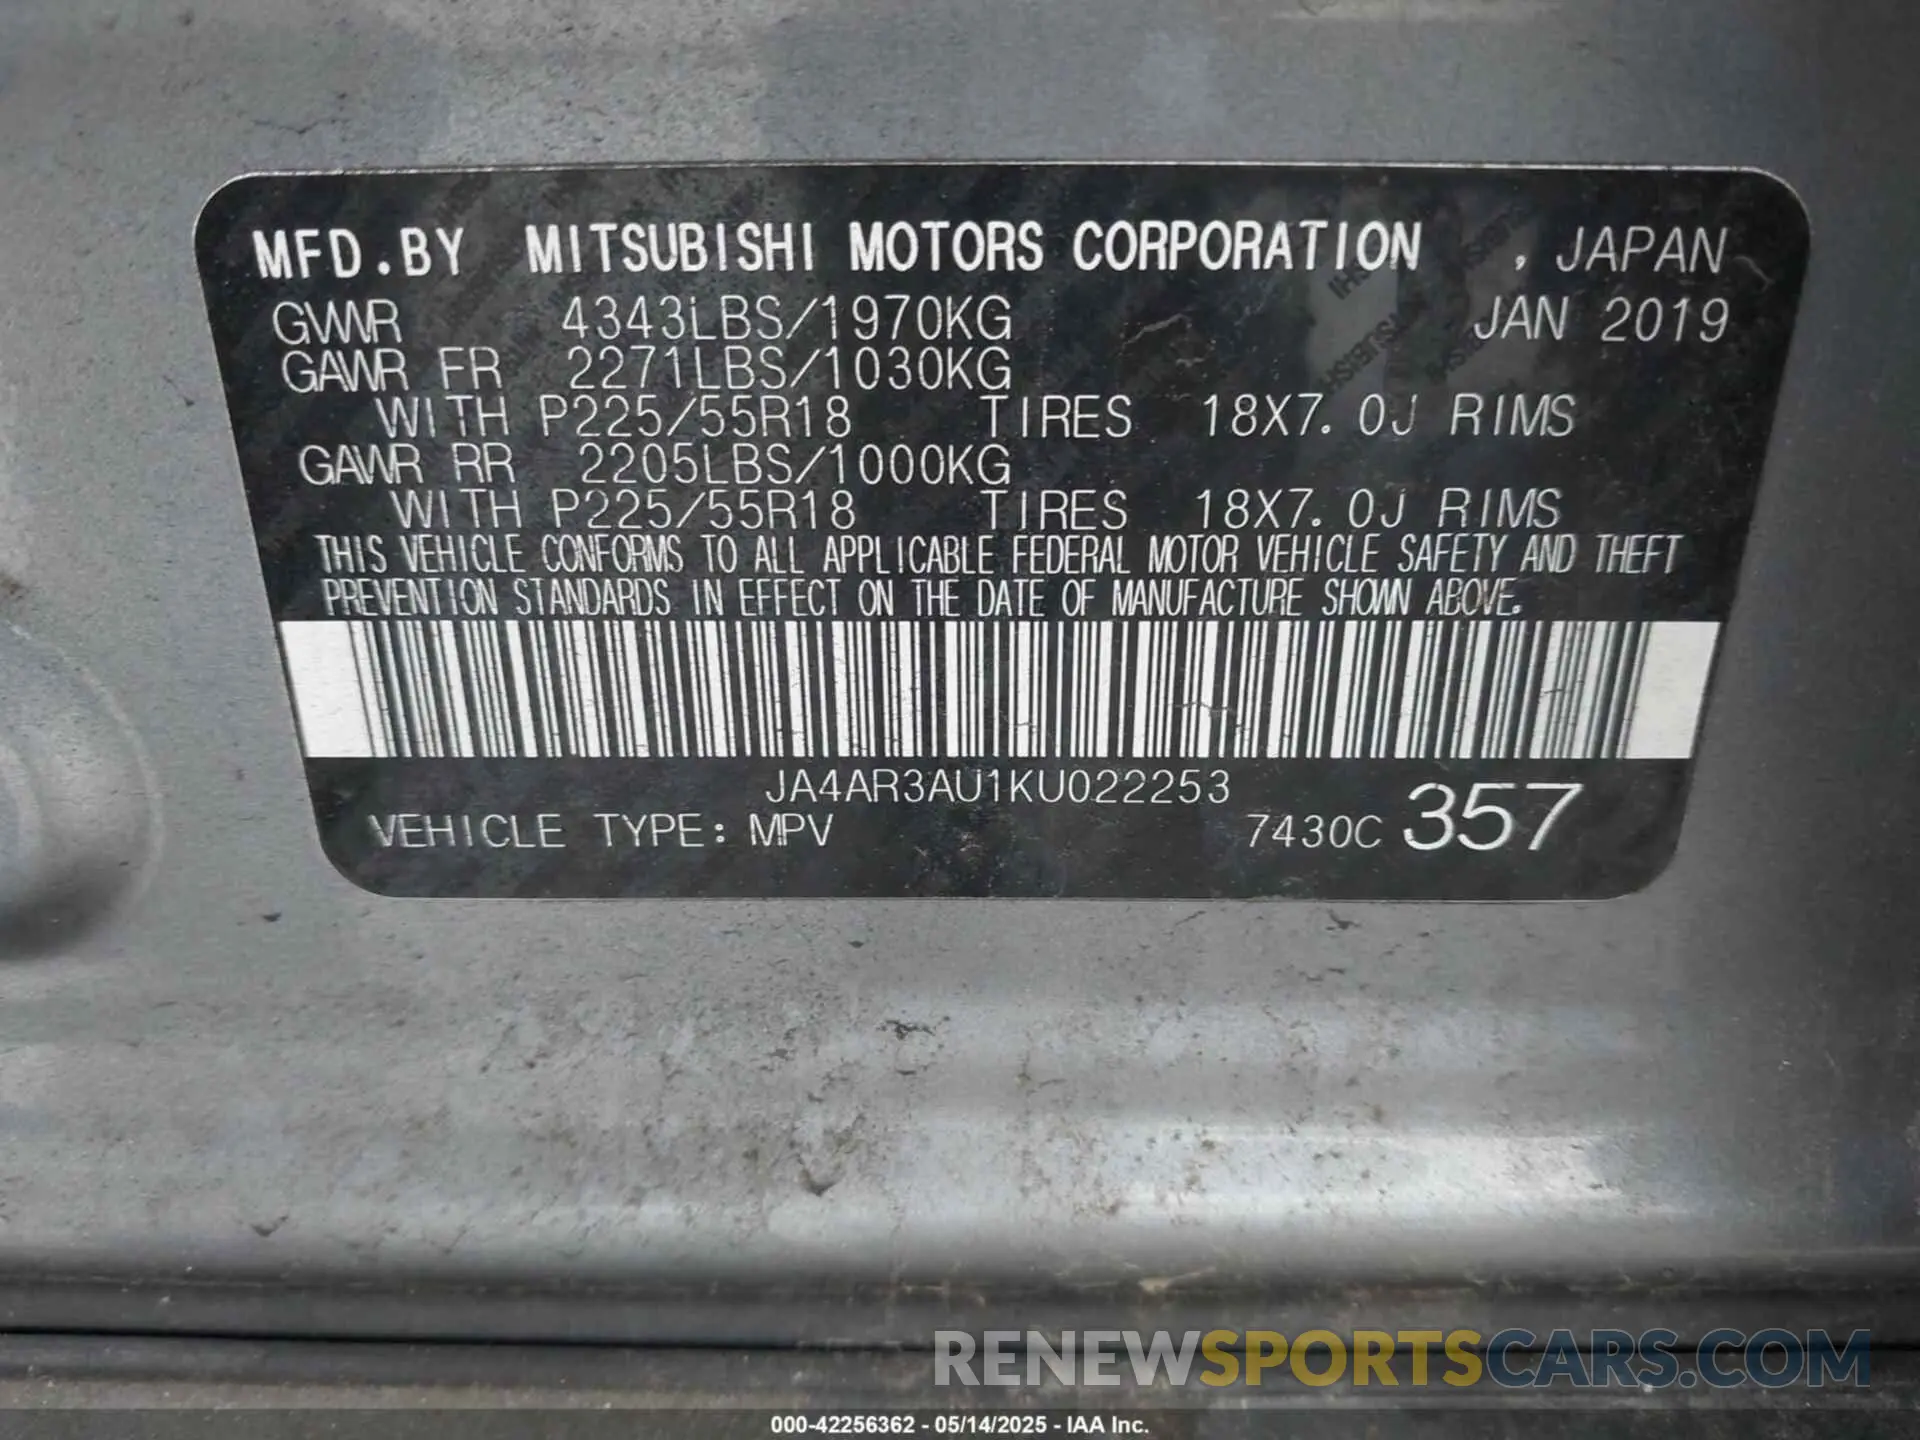 MFD.BY MITSUBISHI MOTORS CORPORATION , JAPAN
GVWR 4343LBS/1970KG JAN 2019
GAWR FR 2271LBS/1030KG
WITH P225/55R18 TIRES 18X7.0J RIMS
GAWR RR 2205LBS/1000KG
WITH P225/55R18 TIRES 18X7.0J RIMS
THIS VEHICLE CONFORMS TO ALL APPLICABLE FEDERAL MOTOR VEHICLE SAFETY AND THEFT
PREVENTION STANDARDS IN EFFECT ON THE DATE OF MANUFACTURE SHOWN ABOVE.
JA4AR3AU1KU022253
VEHICLE TYPE: MPV 7430C 357
RENEWSPORTSCARS.COM
000-42256362 - 05/14/2025 - IAA Inc.